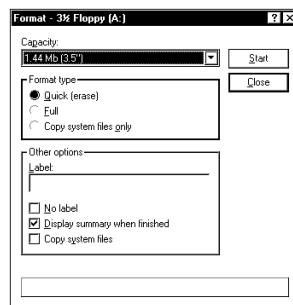 Format - 3½ Floppy (A:)
Capacity:
1.44 Mb (3.5")
Start
Close
Format type
Quick (erase)
Full
Copy system files only
Other options
Label:
No label
Display summary when finished
Copy system files